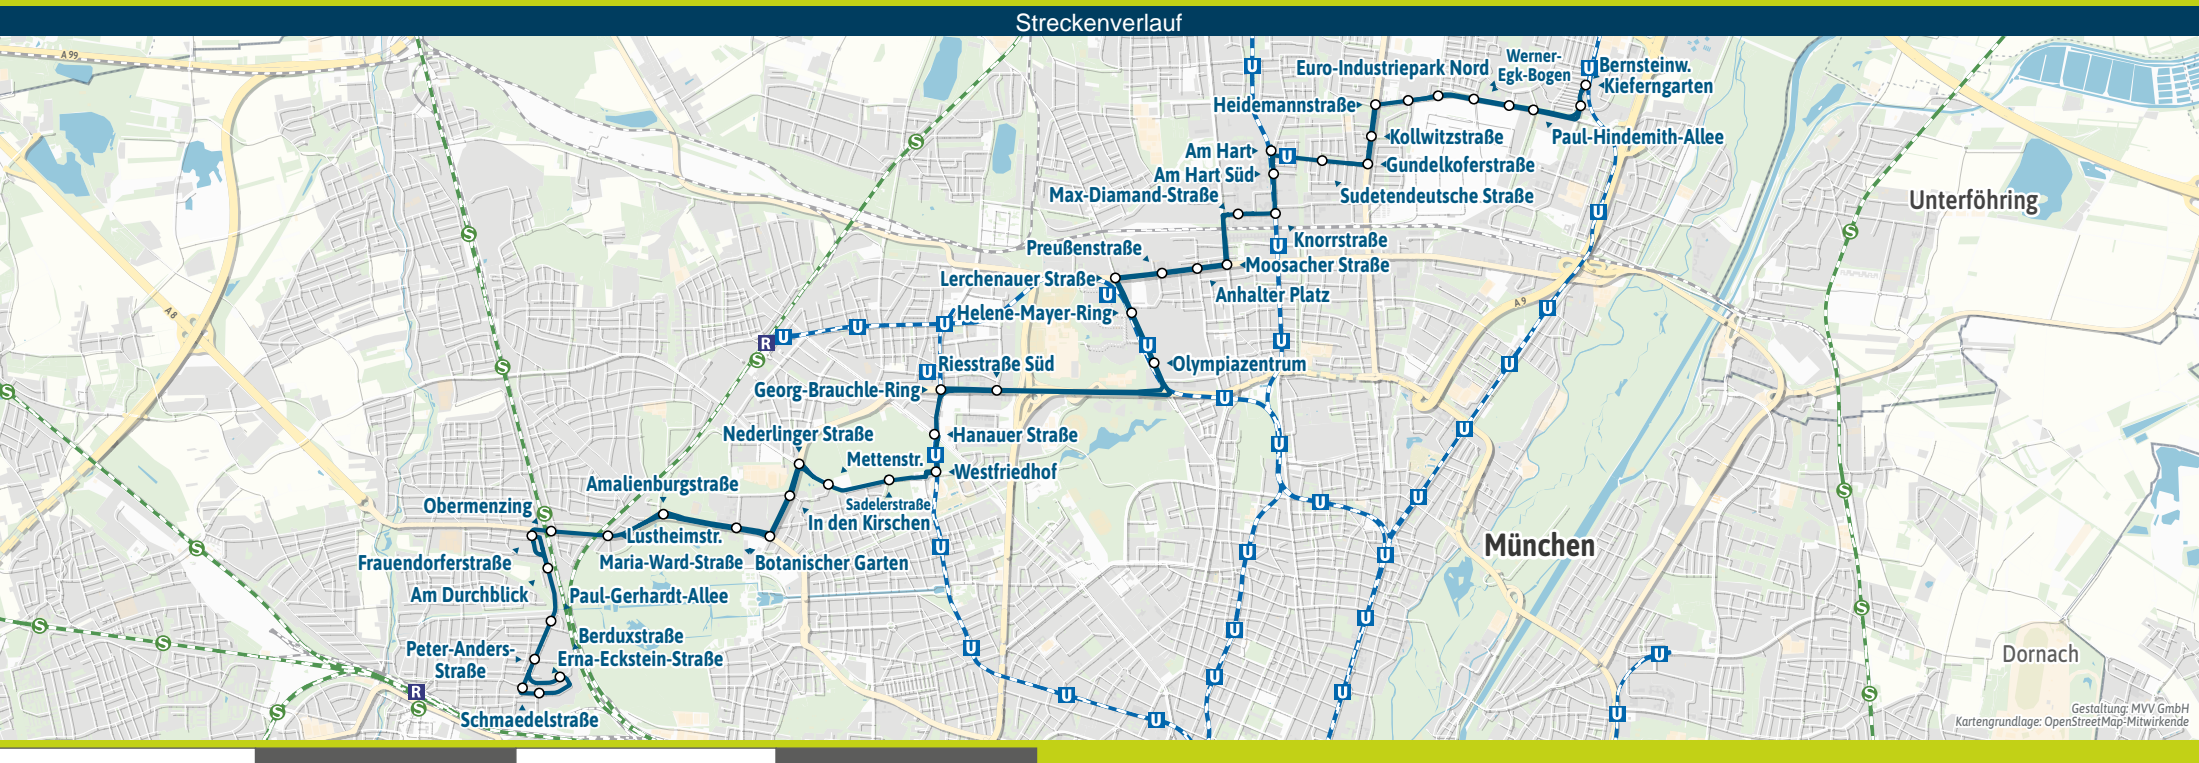 Streckenverlauf
A 99
U
U
Bernsteinw.
Werner-
Egk-Bogen
Euro-Industriepark Nord
Kieferngarten
Heidemannstraße
Kollwitzstraße
Paul-Hindemith-Allee
S
Am Hart
U
Gundelkoferstraße
Am Hart Süd
Max-Diamand-Straße
Sudetendeutsche Straße
Unterföhring
U
S
S
Preußenstraße
U
Knorrstraße
Lerchenauer Straße
Moosacher Straße
U
Anhalter Platz
A 9
U
A8
Helene-Mayer-Ring
U
U
R
U
U
U
S
S
Riesstraße Süd
Olympiazentrum
U
U
Georg-Brauchle-Ring
S
U
Nederlinger Straße
Hanauer Straße
U
U
Mettenstr.
U
Westfriedhof
Amalienburgstraße
S
Obermenzing
S
Sadelerstraße
In den Kirschen
U
U
Lustheimstr.
München
S
Frauendorferstraße
Maria-Ward-Straße
Botanischer Garten
U
U
U
Am Durchblick
Paul-Gerhardt-Allee
S
U
S
S
Berduxstraße
U
Peter-Anders-
Straße
Erna-Eckstein-Straße
U
U
Dornach
R
S
S
U
U
U
S
Schmaedelstraße
U
U
Gestaltung: MVV GmbH
Kartengrundlage: OpenStreetMap-Mitwirkende